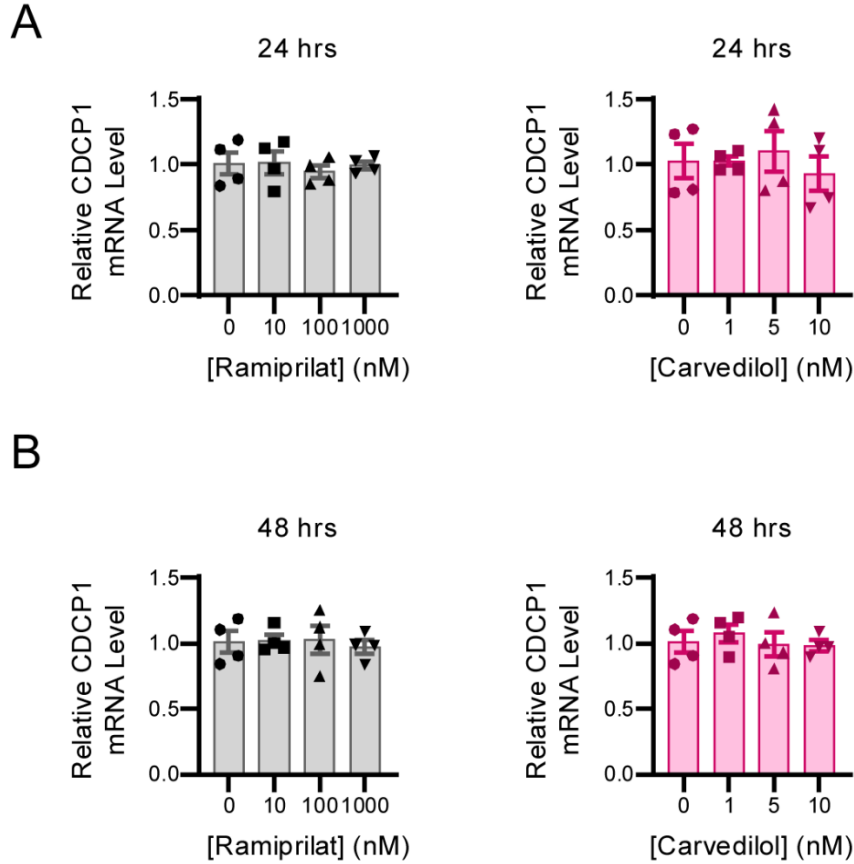 A
24 hrs
Relative CDCP1
mRNA Level
1.5
1.0
0.5
0.0
0 10 100 1000
[Ramiprilat] (nM)
24 hrs
Relative CDCP1
mRNA Level
1.5
1.0
0.5
0.0
0 1 5 10
[Carvedilol] (nM)
B
48 hrs
Relative CDCP1
mRNA Level
1.5
1.0
0.5
0.0
0 10 100 1000
[Ramiprilat] (nM)
48 hrs
Relative CDCP1
mRNA Level
1.5
1.0
0.5
0.0
0 1 5 10
[Carvedilol] (nM)